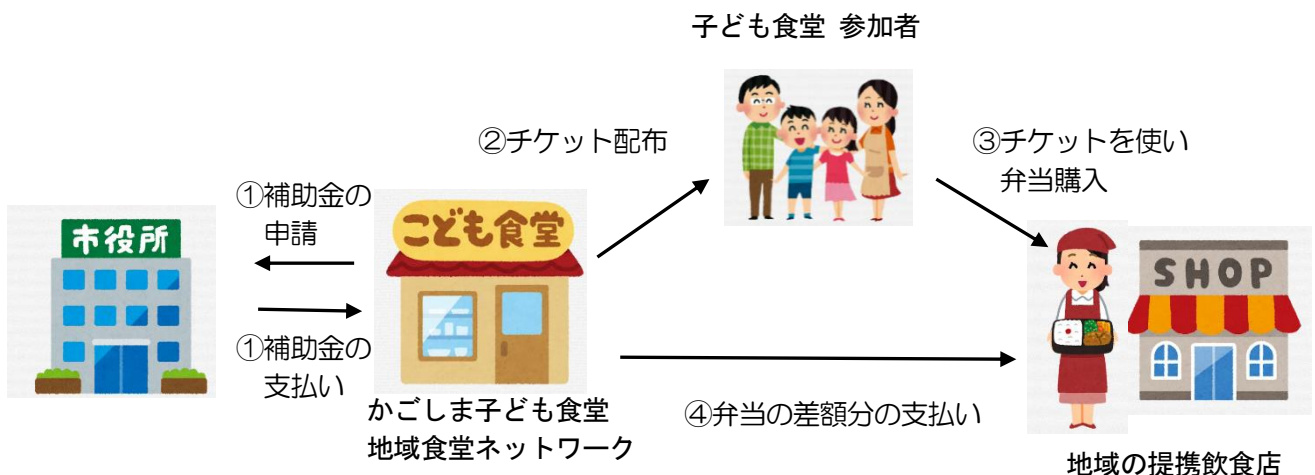 子ども食堂 参加者
②チケット配布
③チケットを使い
弁当購入
①補助金の
申請
市役所
こども食堂
SHOP
①補助金の
支払い
かごしま子ども食堂
地域食堂ネットワーク
④弁当の差額分の支払い
地域の提携飲食店